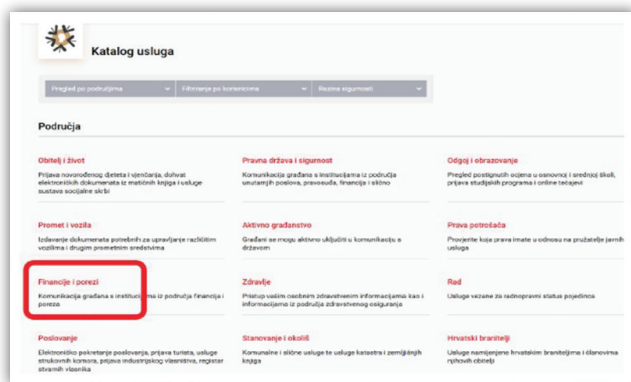 Katalog usluga
Pregled po područjima
Filtriranje po korisnicima
Razina sigurnosti
Područja
Obitelj i život
Prijava novorođenog djeteta i vjenčanja, dohvat
elektroničkih dokumenata iz matičnih knjiga i usluge
sustava socijalne skrbi
Pravna država i sigurnost
Komunikacija građana s institucijama iz područja
unutarnjih poslova, pravosuđa, financija i slično
Odgoj i obrazovanje
Pregled postignutih ocjena u osnovnoj i srednjoj školi,
prijava studijskih programa i online tečajevi
Promet i vozila
Izdavanje dokumenata potrebnih za upravljanje različitim
vozilima i drugim prometnim sredstvima
Aktivno građanstvo
Građani se mogu aktivno uključiti u komunikaciju s
državom
Prava potrošača
Provjerite koja prava imate u odnosu na pružatelje javnih
usluga
Financije i porezi
Komunikacija građana s institucijama iz područja financija i
poreza
Zdravlje
Pristup vašim osobnim zdravstvenim informacijama kao i
informacijama iz područja zdravstvenog osiguranja
Rad
Usluge vezane za radnopravni status pojedinca
Poslovanje
Elektroničko pokretanje poslovanja, prijava turista, usluge
strukovnih komora, prijava industrijskog vlasništva, registar
stvarnih vlasnika
Stanovanje i okoliš
Komunalne i slične usluge te usluge katastra i zemljišnjih
knjiga
Hrvatski branitelji
Usluge namijenjene hrvatskim braniteljima i članovima
njihovih obitelji